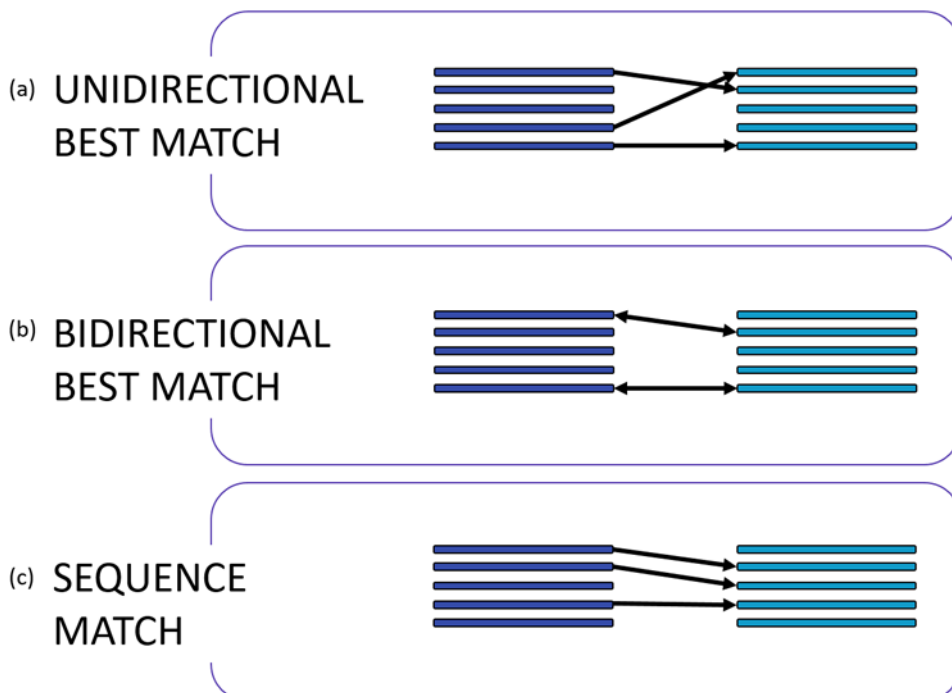 (a) UNIDIRECTIONAL
BEST MATCH
(b) BIDIRECTIONAL
BEST MATCH
(c) SEQUENCE
MATCH